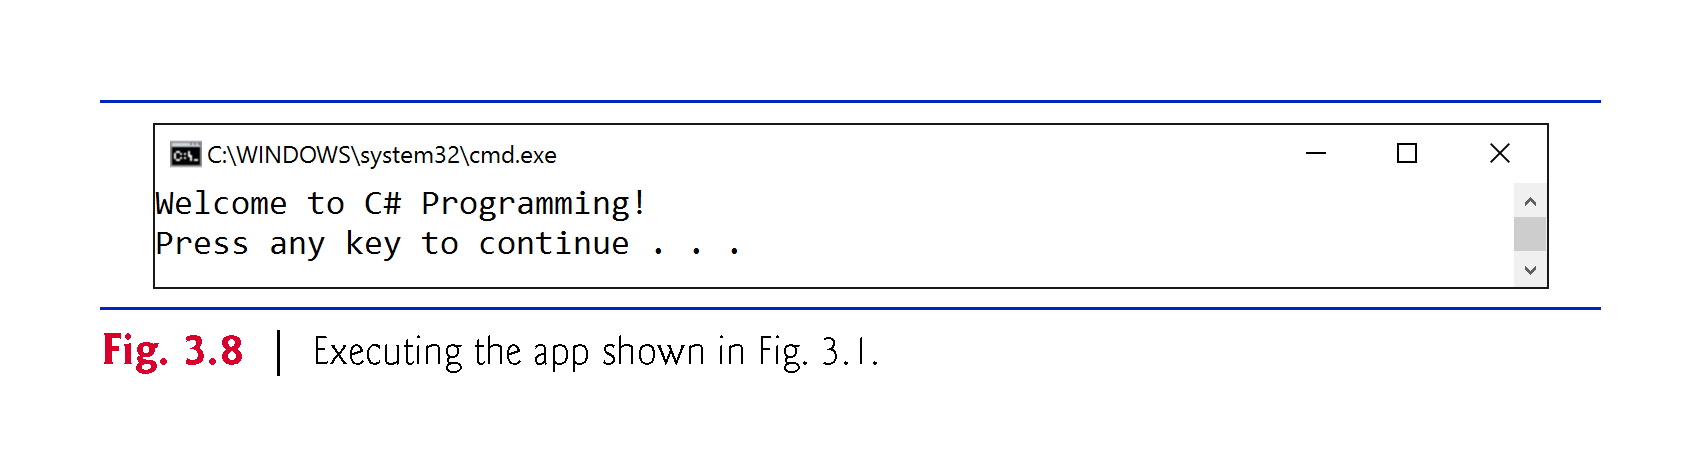 C:\WINDOWS\system32\cmd.exe
Welcome to C# Programming!
Press any key to continue . . .
Fig. 3.8 | Executing the app shown in Fig. 3.1.